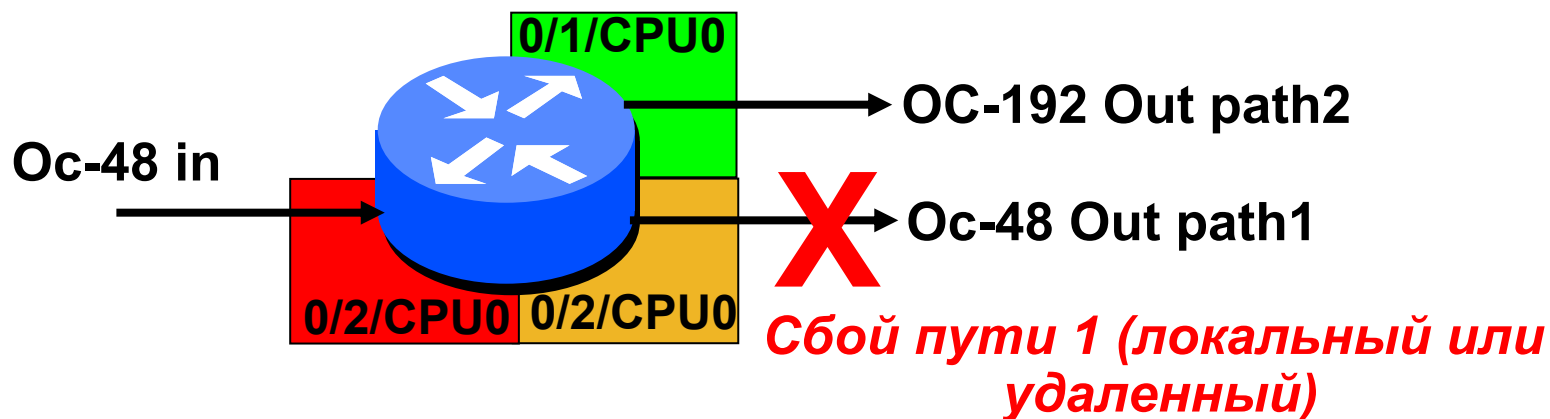 0/1/CPU0
OC-192 Out path2
Oc-48 in
Oc-48 Out path1
0/2/CPU0
0/2/CPU0
X
Сбой пути 1 (локальный или
удаленный)